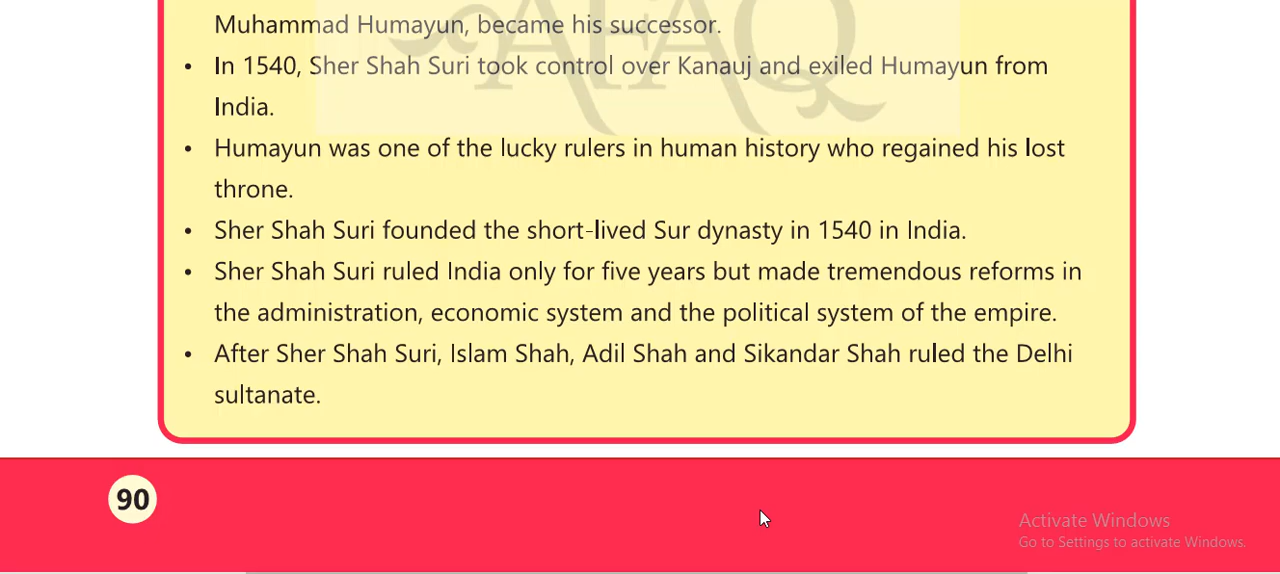 Muhammad Humayun, became his successor.
• In 1540, Sher Shah Suri took control over Kanauj and exiled Humayun from
India.
• Humayun was one of the lucky rulers in human history who regained his lost
throne.
• Sher Shah Suri founded the short-lived Sur dynasty in 1540 in India.
• Sher Shah Suri ruled India only for five years but made tremendous reforms in
the administration, economic system and the political system of the empire.
• After Sher Shah Suri, Islam Shah, Adil Shah and Sikandar Shah ruled the Delhi
sultanate.
AFAQ
90
Activate Windows
Go to Settings to activate Windows.